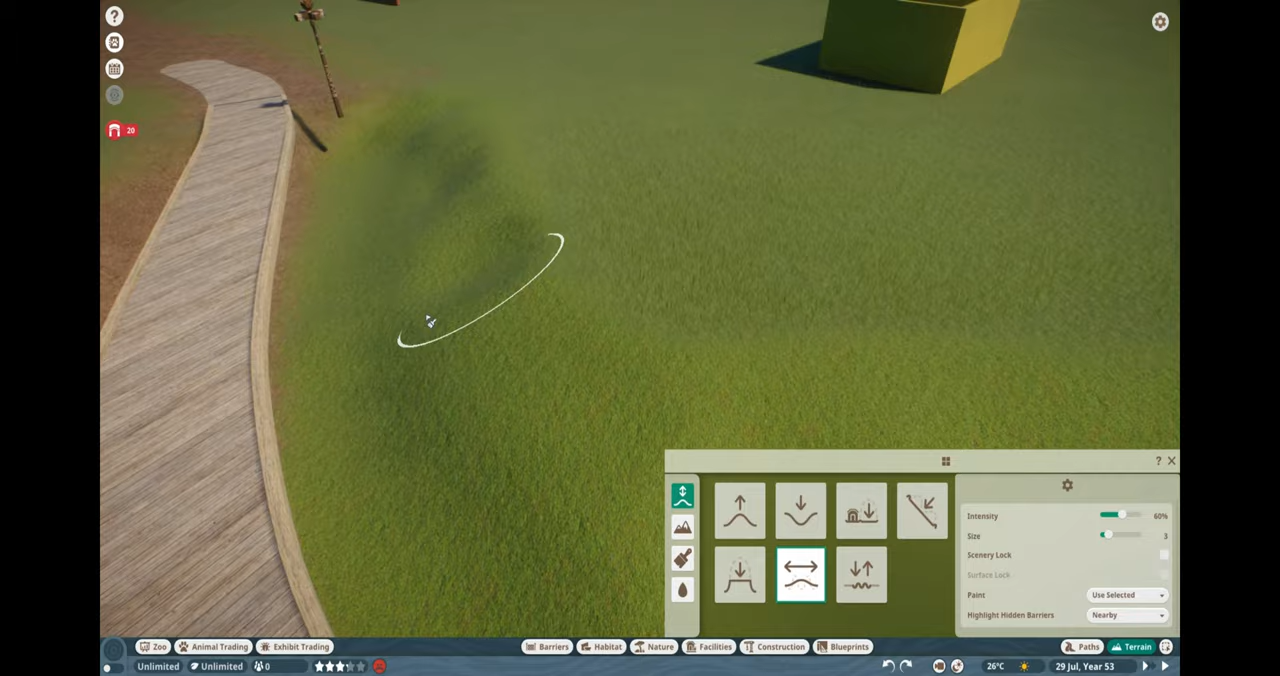 ?
20
?
Intensity 60%
Size 3
Scenery Lock
Surface Lock
Paint Use Selected
Highlight Hidden Barriers Nearby
Zoo Animal Trading Exhibit Trading Barriers Habitat Nature Facilities Construction Blueprints Paths Terrain
Unlimited Unlimited 0 26°C 29 Jul, Year 53